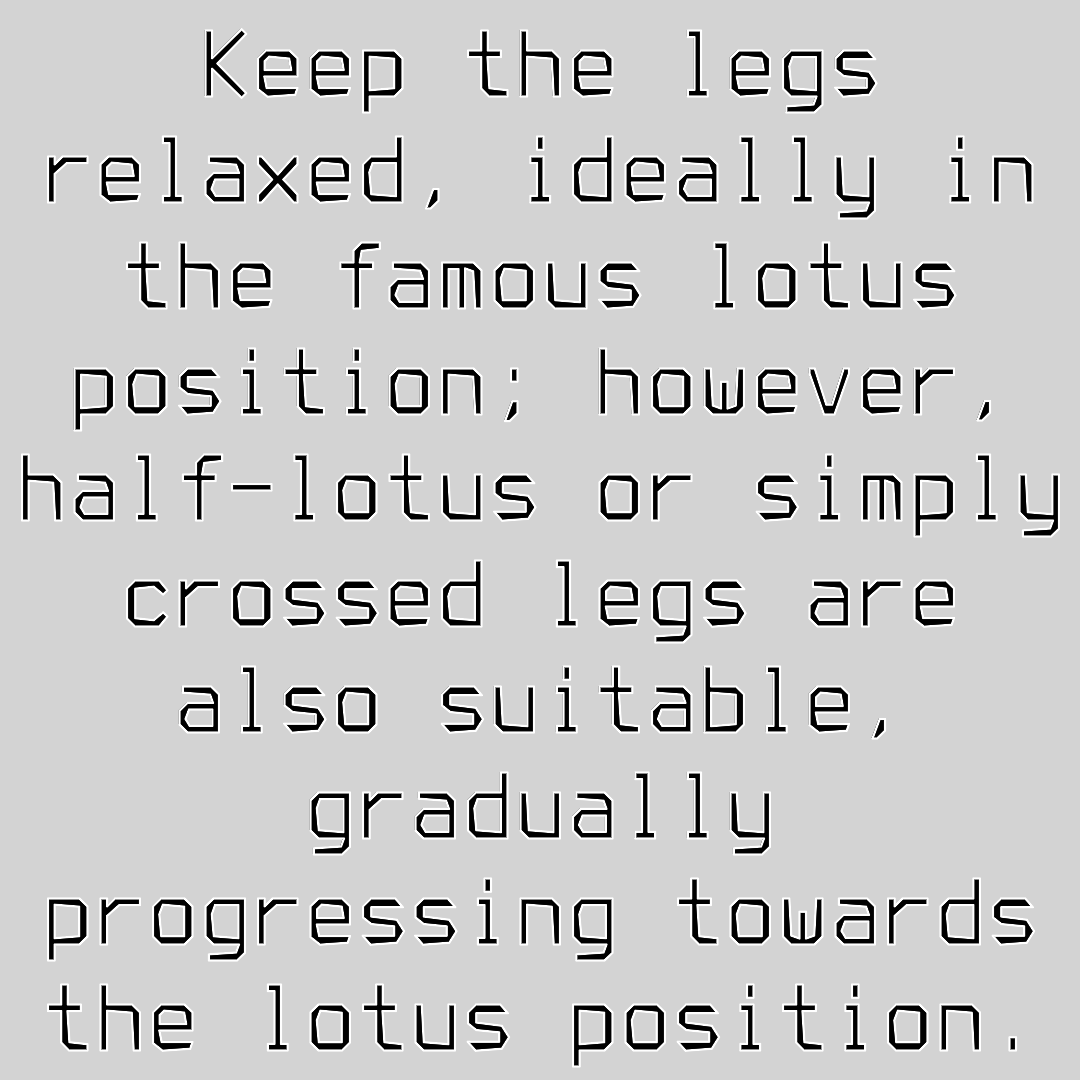 Keep the legs
relaxed, ideally in
the famous lotus
position; however,
half-lotus or simply
crossed legs are
also suitable,
gradually
progressing towards
the lotus position.